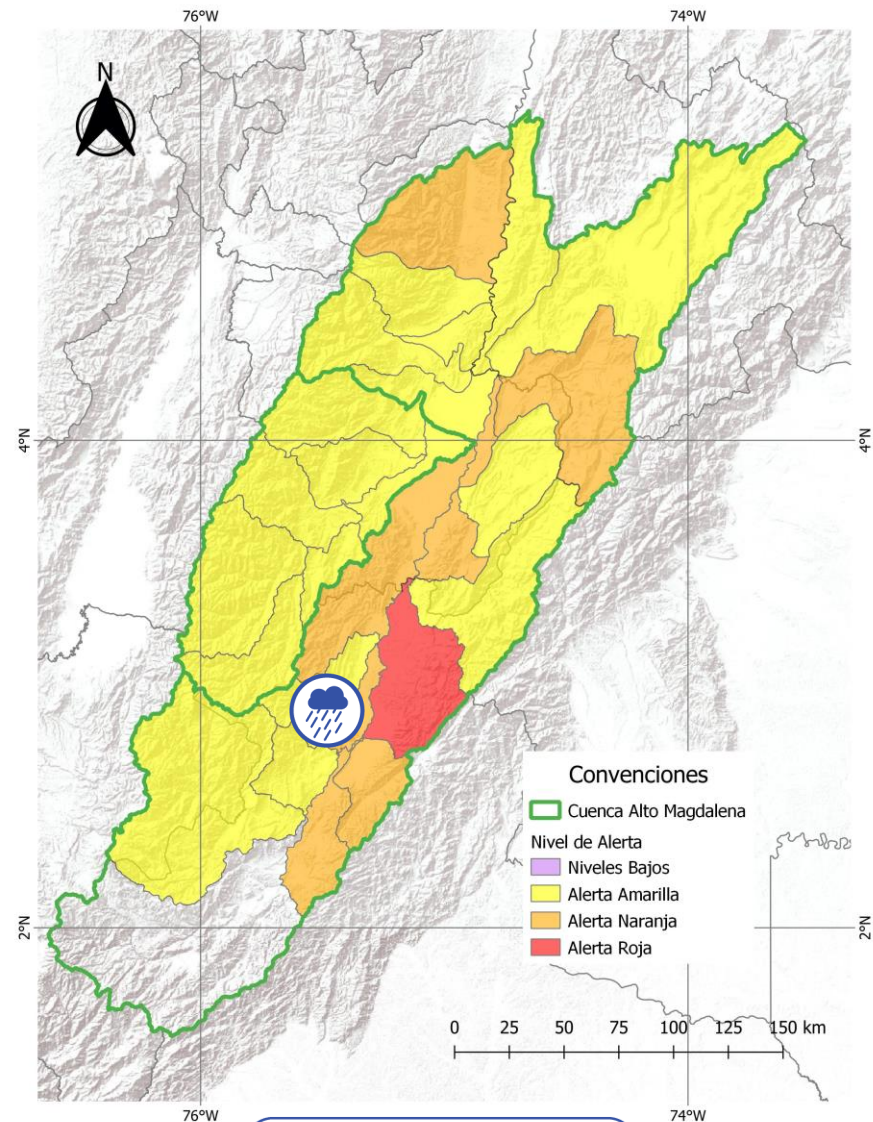 76°W 74°W
N
4°N 4°N
Convenciones
Cuenca Alto Magdalena
Nivel de Alerta
Niveles Bajos
Alerta Amarilla
Alerta Naranja
Alerta Roja
2°N 2°N
0 25 50 75 100 125 150 km
76°W 74°W